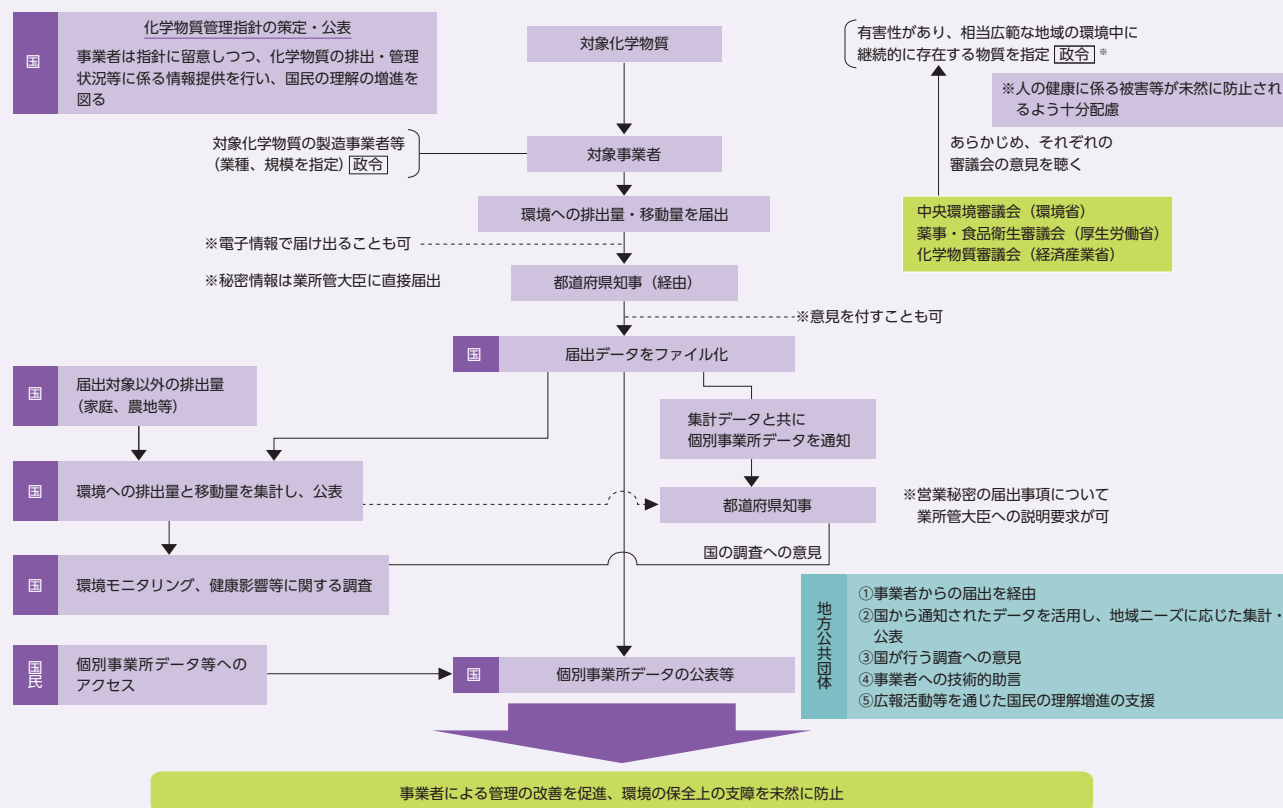 国
化学物質管理指針の策定・公表
事業者は指針に留意しつつ、化学物質の排出・管理
状況等に係る情報提供を行い、国民の理解の増進を
図る
対象化学物質
有害性があり、相当広範な地域の環境中に
継続的に存在する物質を指定 政令 ※
※人の健康に係る被害等が未然に防止され
るよう十分配慮
対象化学物質の製造事業者等
(業種、規模を指定) 政令
対象事業者
あらかじめ、それぞれの
審議会の意見を聴く
中央環境審議会（環境省）
薬事・食品衛生審議会（厚生労働省）
化学物質審議会（経済産業省）
環境への排出量・移動量を届出
※電子情報で届け出ることも可
※秘密情報は業所管大臣に直接届出
都道府県知事（経由）
※意見を付すことも可
国
届出データをファイル化
国
届出対象以外の排出量
（家庭、農地等）
集計データと共に
個別事業所データを通知
国
環境への排出量と移動量を集計し、公表
都道府県知事
※営業秘密の届出事項について
業所管大臣への説明要求が可
国の調査への意見
国
環境モニタリング、健康影響等に関する調査
地方公共団体
①事業者からの届出を経由
②国から通知されたデータを活用し、地域ニーズに応じた集計・
公表
③国が行う調査への意見
④事業者への技術的助言
⑤広報活動等を通じた国民の理解増進の支援
国民
個別事業所データ等への
アクセス
国
個別事業所データの公表等
事業者による管理の改善を促進、環境の保全上の支障を未然に防止